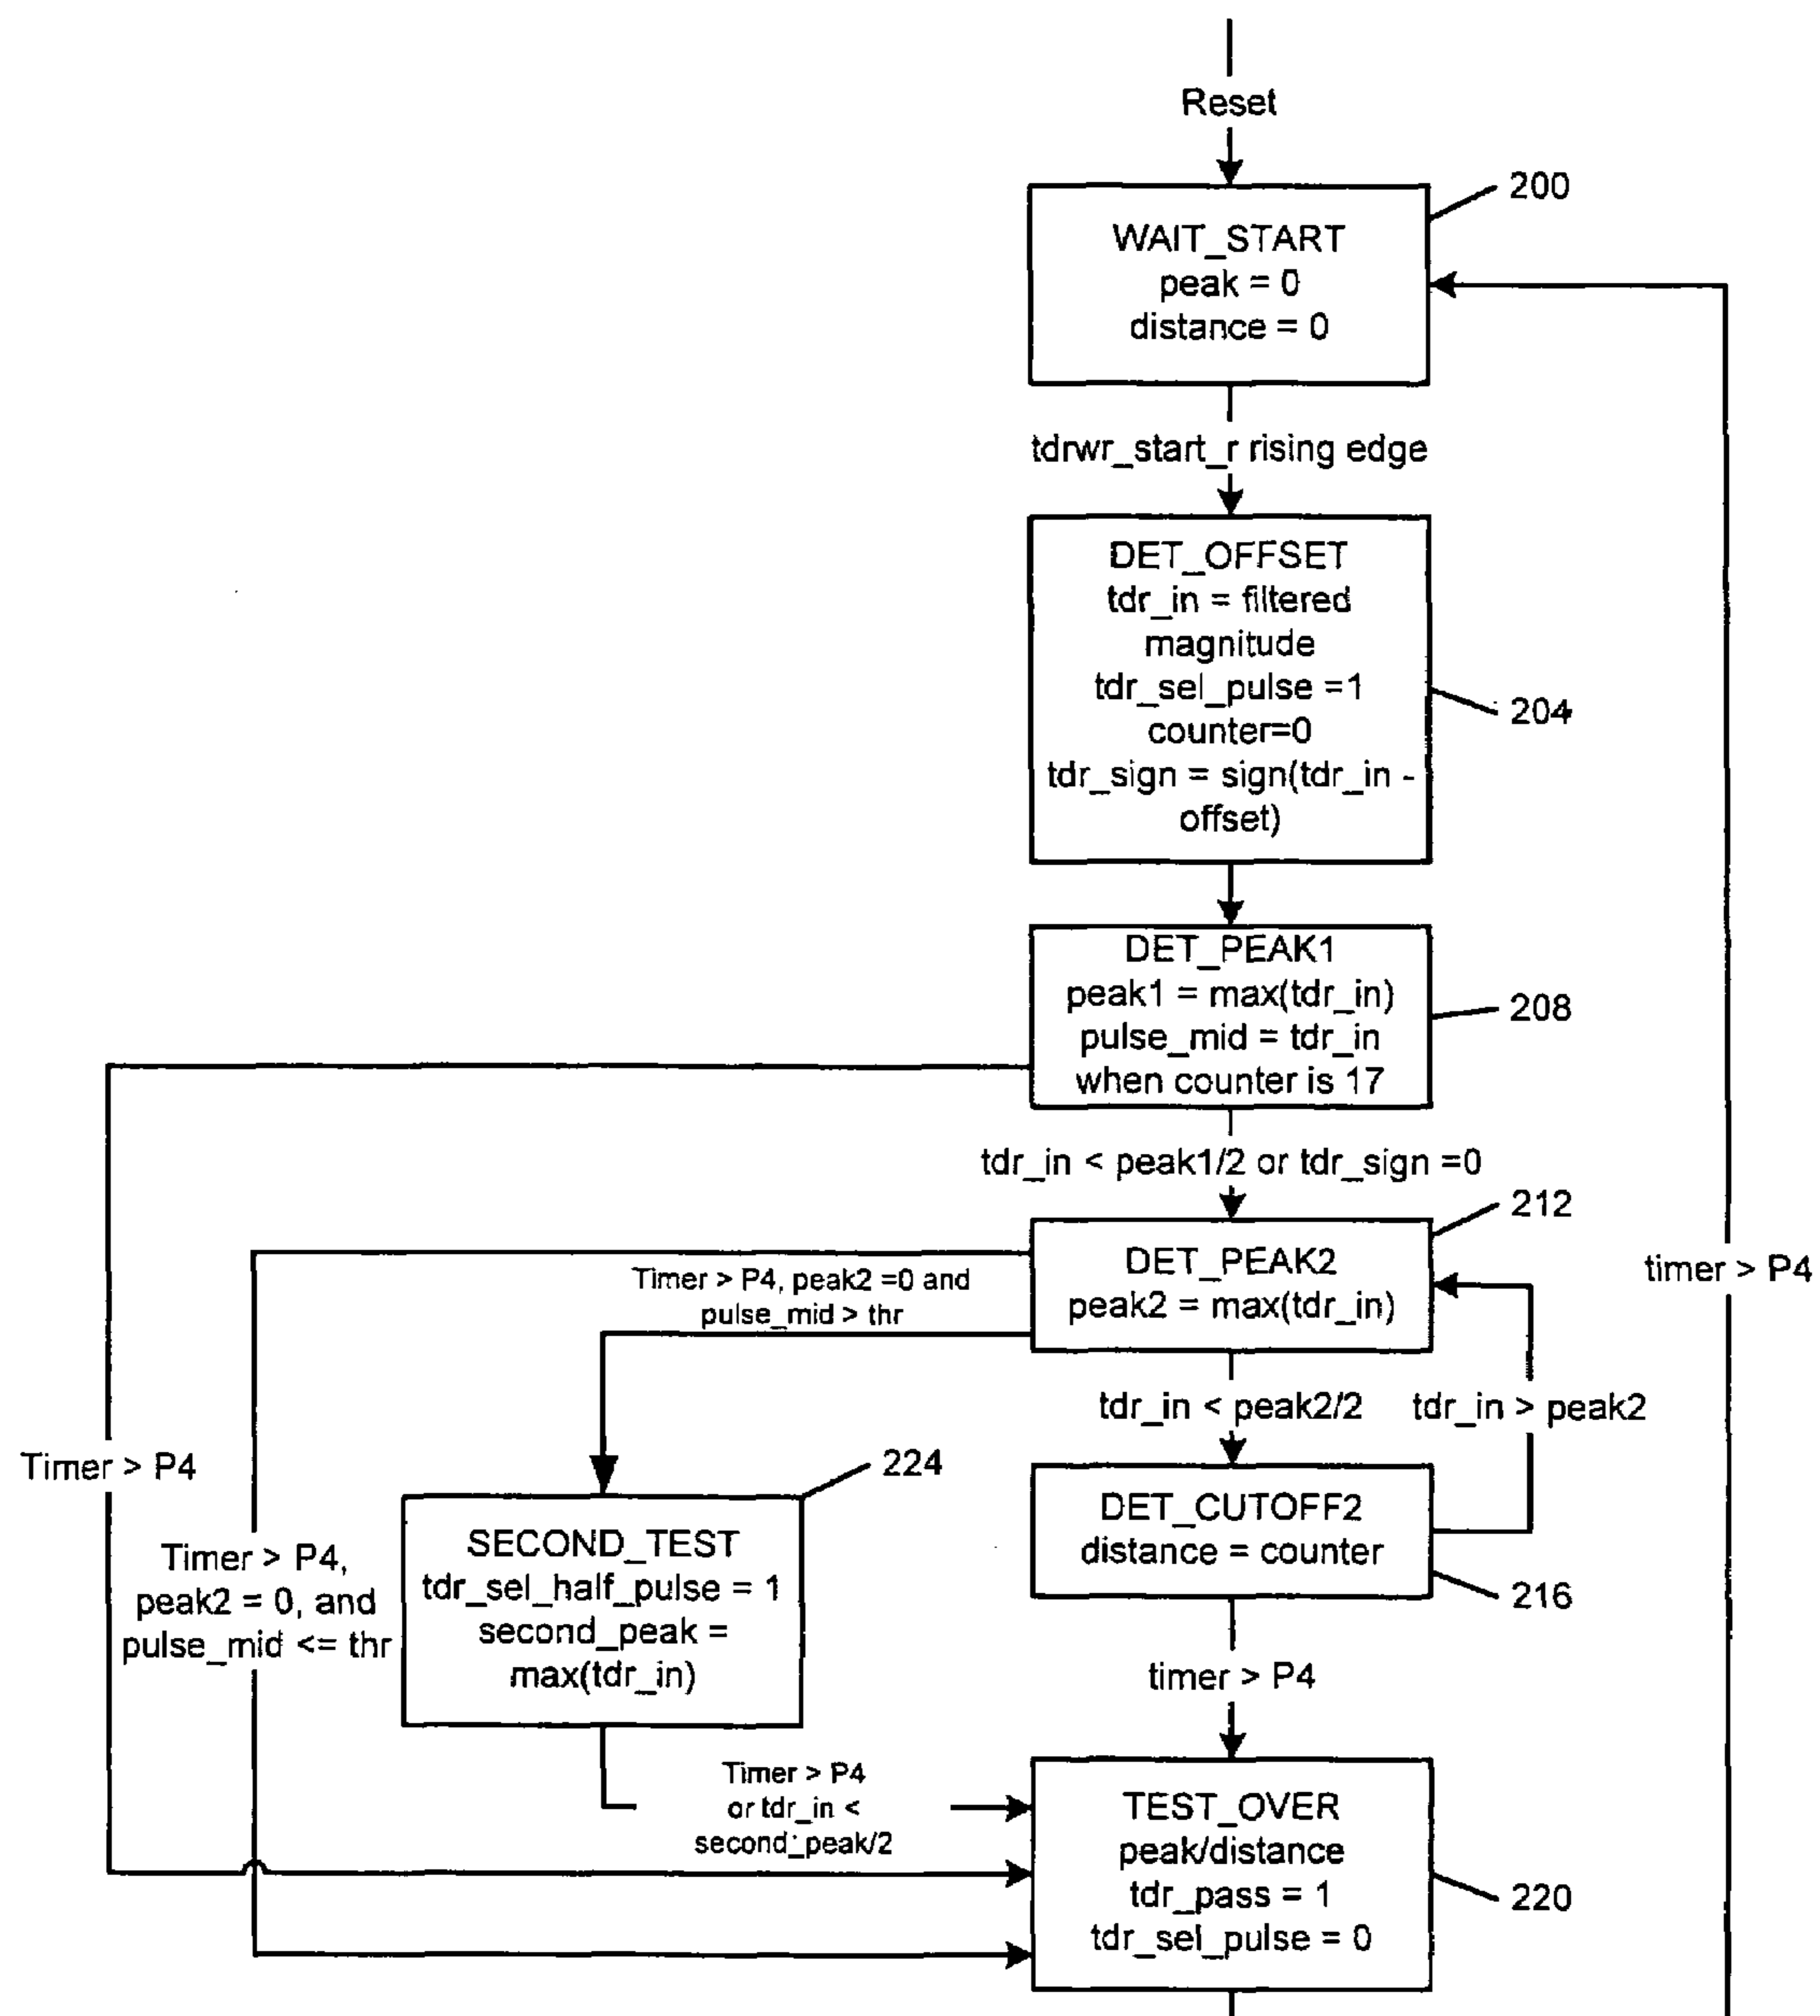 Reset
200
WAIT_START
peak = 0
distance = 0
tdrwr_start_r rising edge
DET_OFFSET
tdr_in = filtered
magnitude
tdr_sel_pulse =1
counter=0
tdr_sign = sign(tdr_in -
offset)
204
DET_PEAK1
peak1 = max(tdr_in)
pulse_mid = tdr_in
when counter is 17
208
tdr_in < peak1/2 or tdr_sign =0
212
DET_PEAK2
peak2 = max(tdr_in)
Timer > P4, peak2 =0 and
pulse_mid > thr
timer > P4
tdr_in < peak2/2
tdr_in > peak2
Timer > P4
224
SECOND_TEST
tdr_sel_half_pulse = 1
second_peak =
max(tdr_in)
DET_CUTOFF2
distance = counter
216
Timer > P4,
peak2 = 0, and
pulse_mid <= thr
timer > P4
Timer > P4
or tdr_in <
second_peak/2
TEST_OVER
peak/distance
tdr_pass = 1
tdr_sel_pulse = 0
220